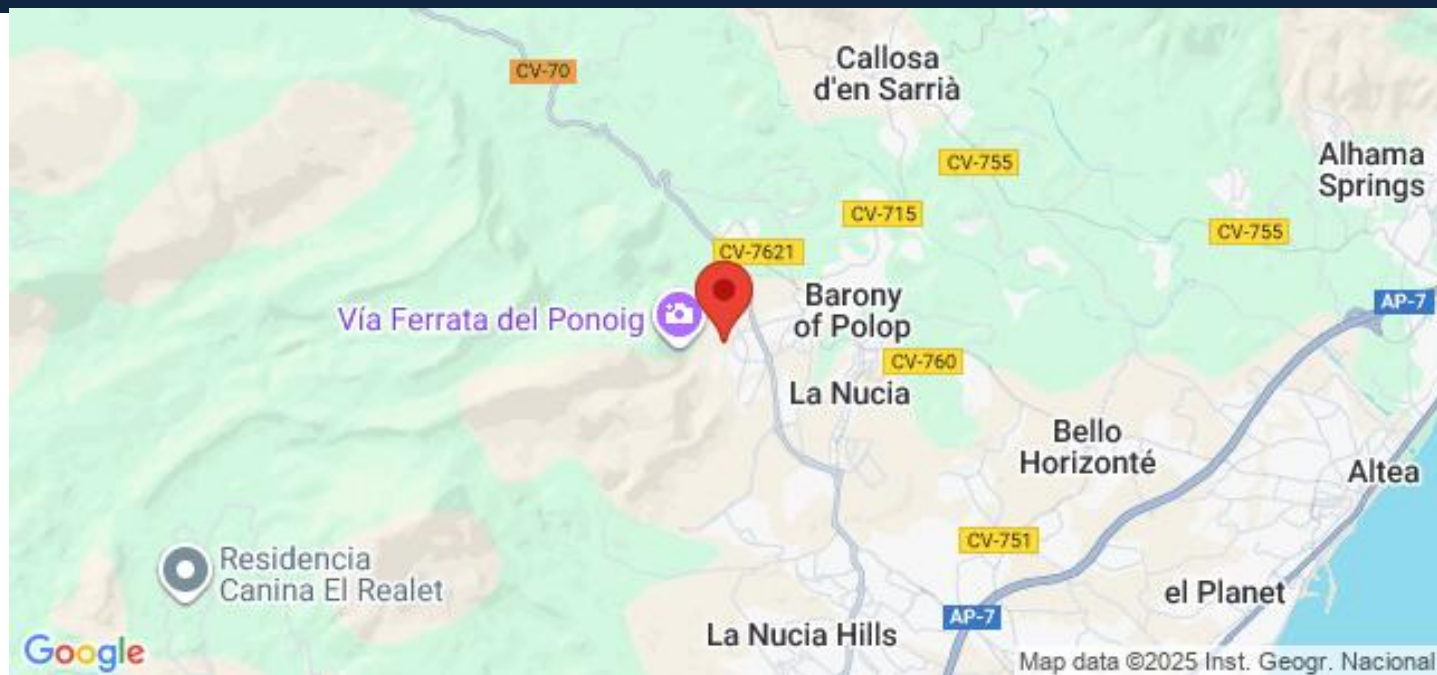 CV-70
Callosa
d'en Sarrià
CV-755
Alhama
Springs
CV-715
CV-755
CV-7621
Vía Ferrata del Ponoig
Barony
of Polop
AP-7
CV-760
La Nucia
Bello
Horizonté
Altea
CV-751
Residencia
Canina El Realet
el Planet
AP-7
La Nucia Hills
Google
Map data ©2025 Inst. Geogr. Nacional